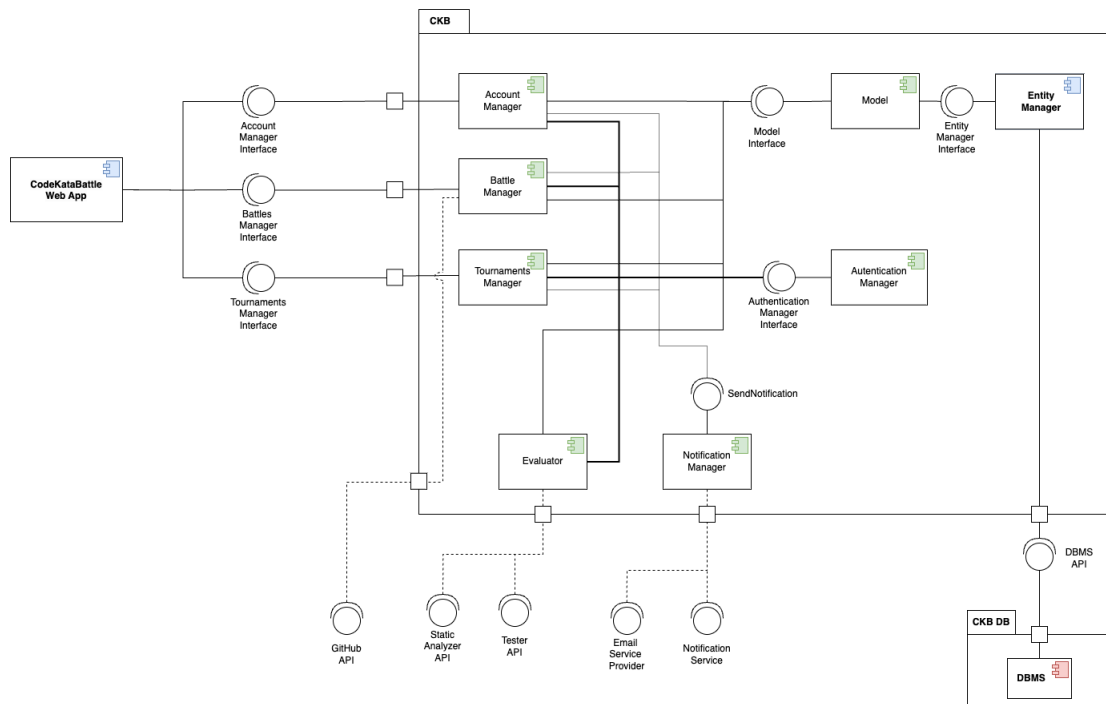 CKB
Account
Manager
Model
Entity
Manager
Account
Manager
Interface
Model
Interface
Entity
Manager
Interface
CodeKataBattle
Web App
Battle
Manager
Battles
Manager
Interface
Tournaments
Manager
Autentication
Manager
Tournaments
Manager
Interface
Authentication
Manager
Interface
SendNotification
Evaluator
Notification
Manager
DBMS
API
GitHub
API
Static
Analyzer
API
Tester
API
Email
Service
Provider
Notification
Service
CKB DB
DBMS